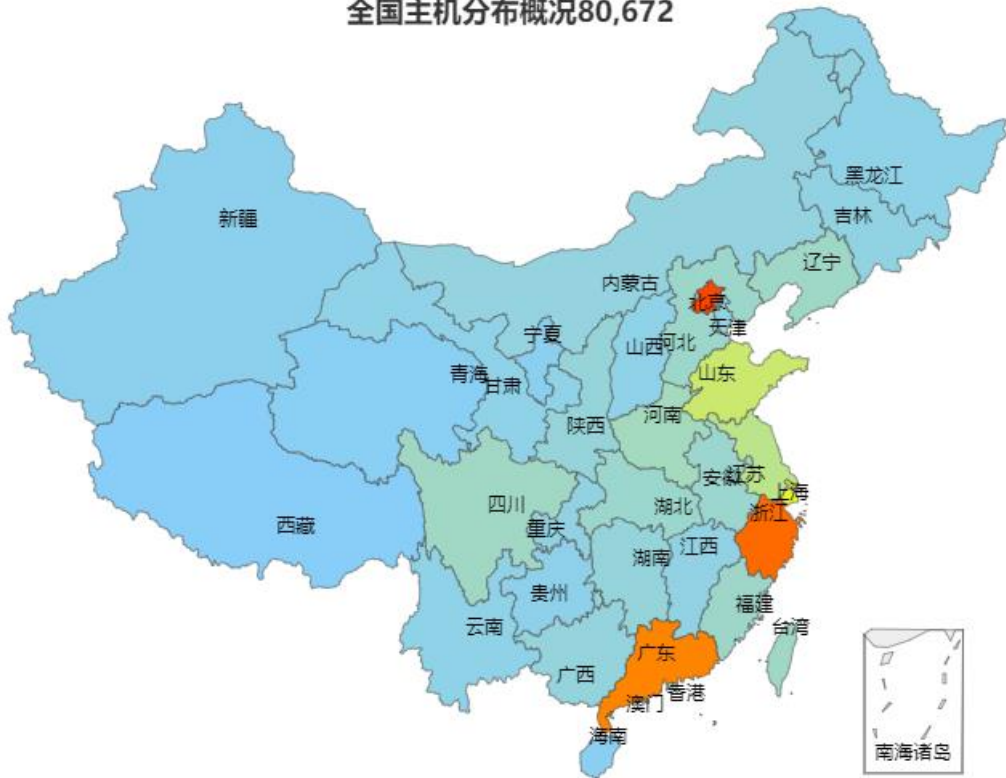 全国主机分布概况80,672
黑龙江
吉林
新疆
辽宁
内蒙古
北京
天津
宁夏
山西
河北
青海
甘肃
山东
河南
陕西
安徽
江苏
上海
四川
湖北
浙江
西藏
重庆
湖南
江西
贵州
福建
云南
台湾
广东
广西
香港
澳门
海南
南海诸岛